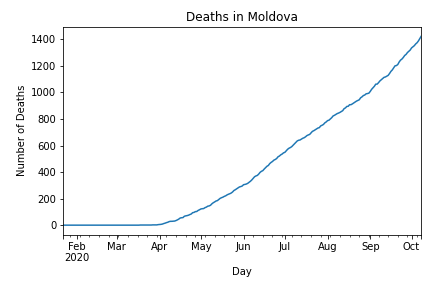 Deaths in Moldova
Number of Deaths
1400
1200
1000
800
600
400
200
0
Feb Mar Apr May Jun Jul Aug Sep Oct
2020
Day